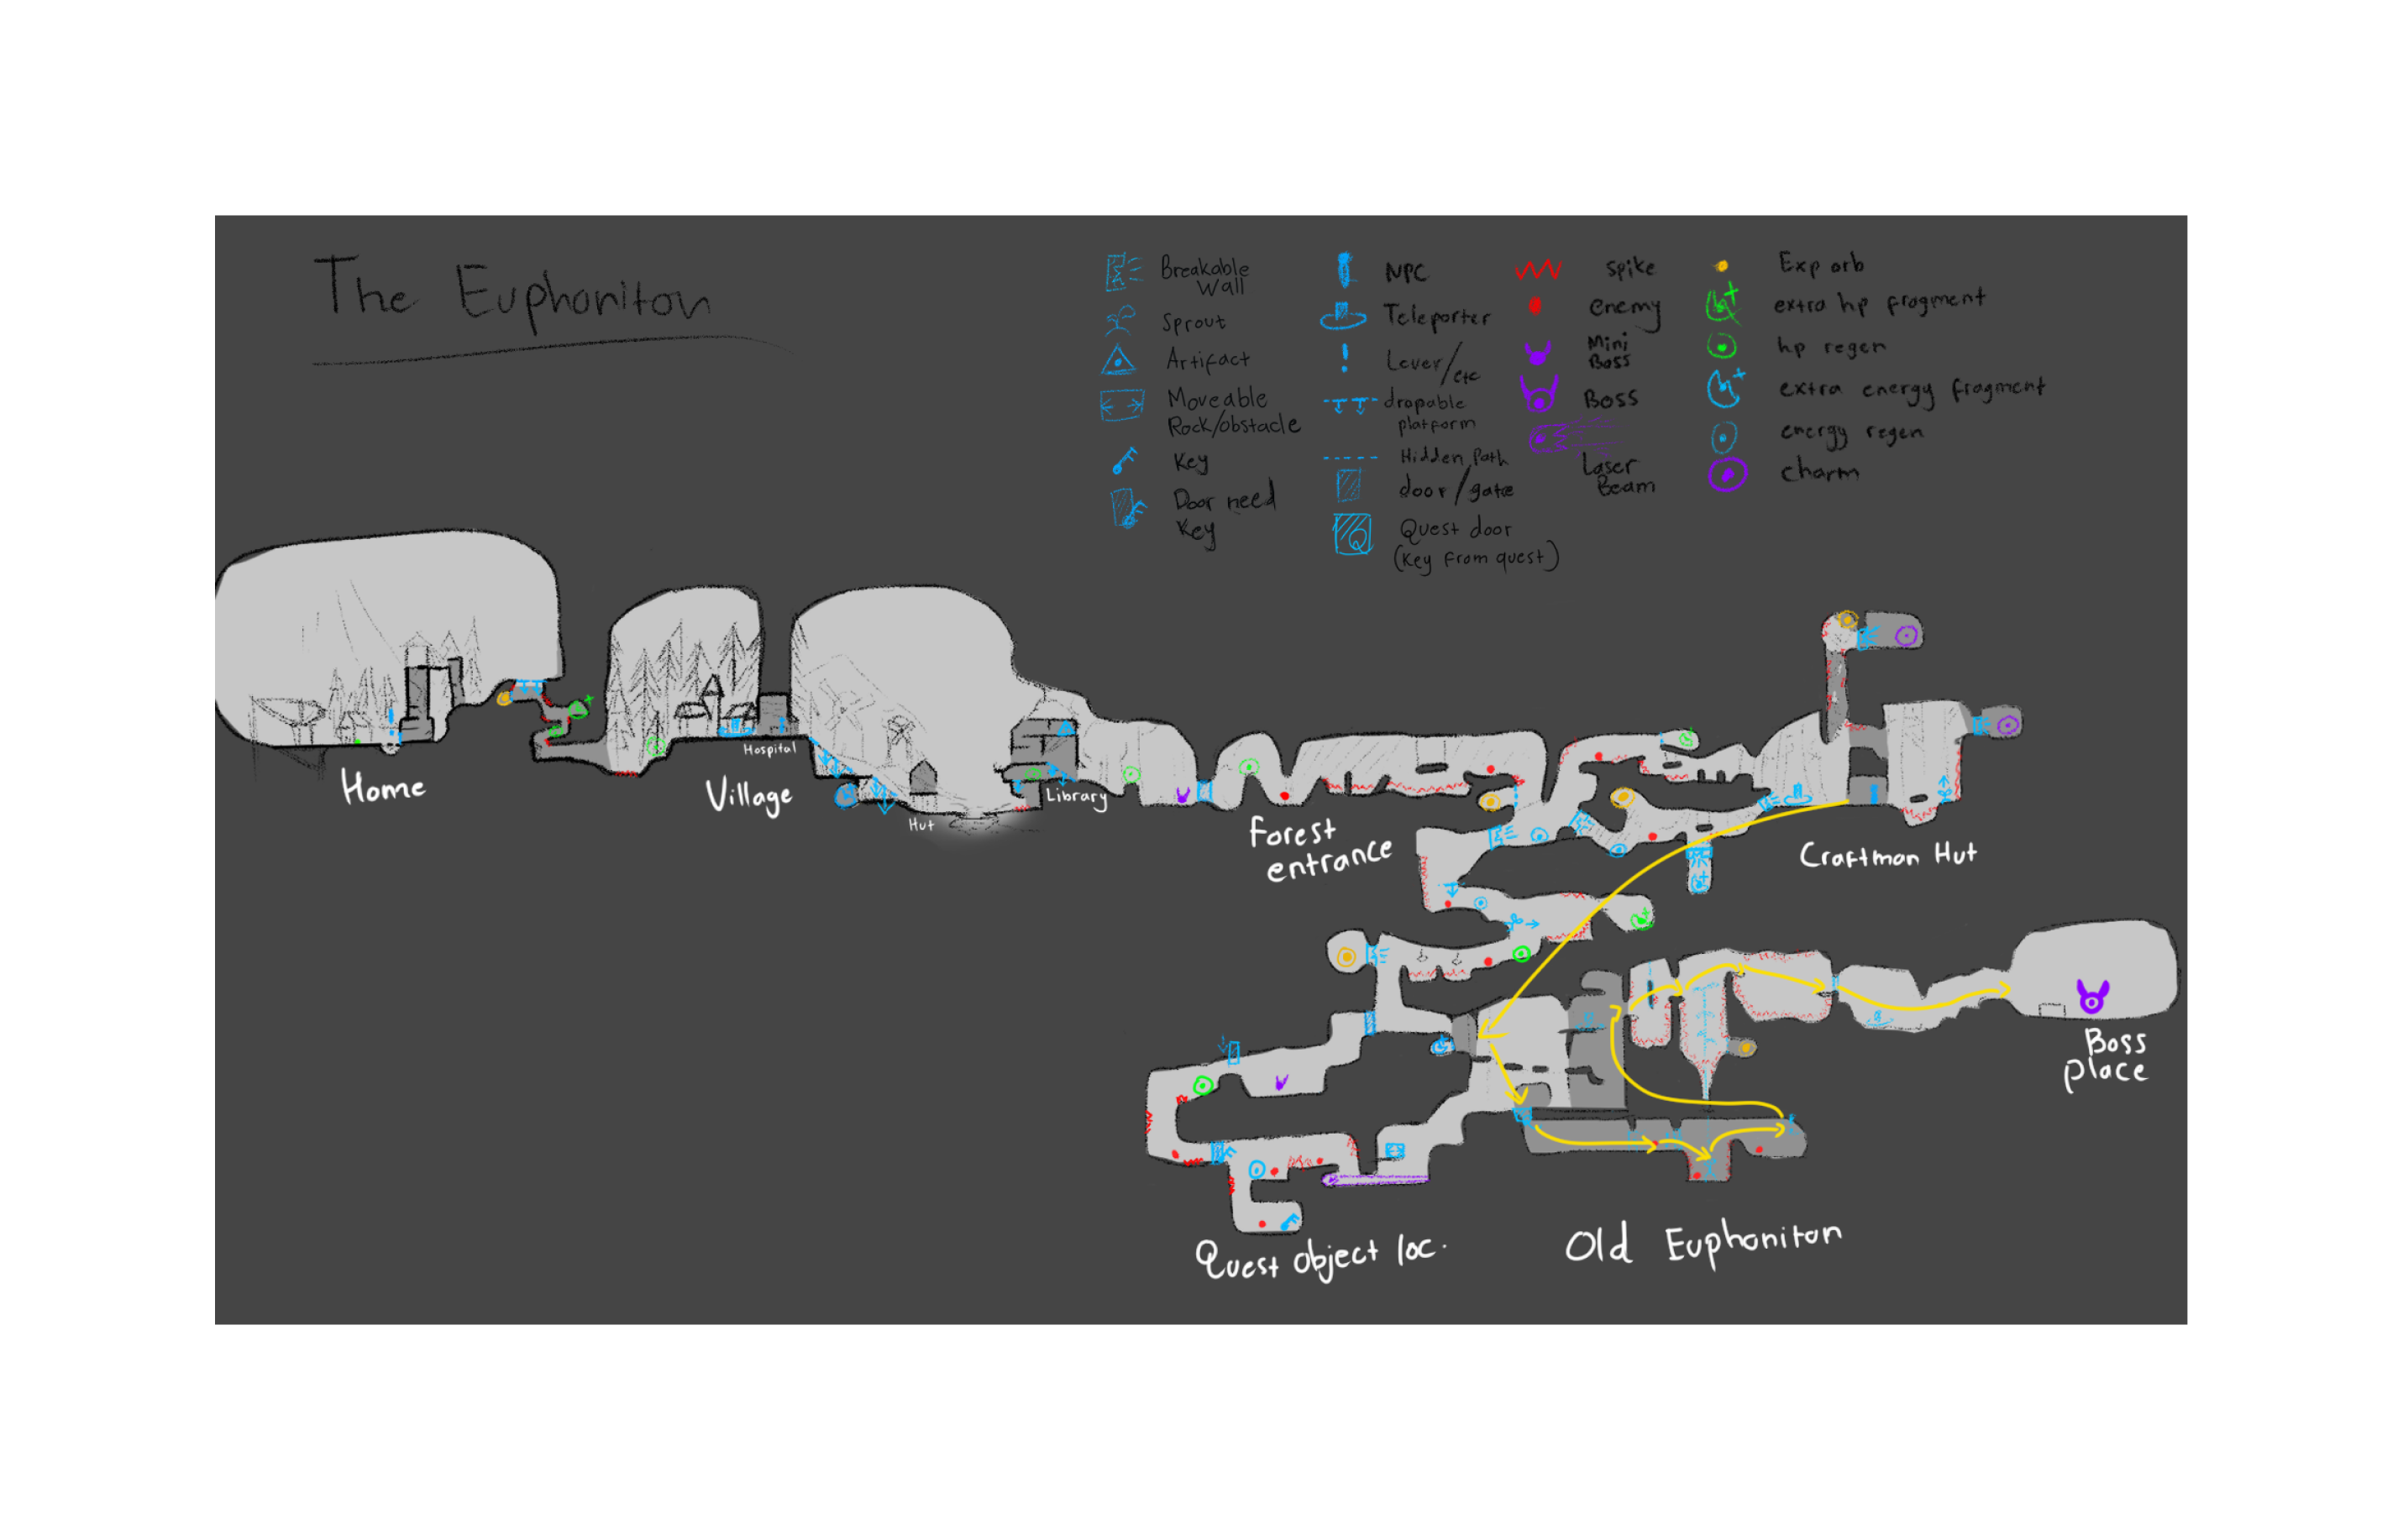 The Euphoniton
Breakable
Wall
Sprout
Artifact
Moveable
Rock/obstacle
Key
Door need
Key
NPC
Teleporter
Lever/etc
dropable
platform
Hidden Path
door/gate
Quest door
(Key from quest)
Spike
enemy
Mini
Boss
Boss
Laser
Beam
Exp orb
extra hp fragment
hp regen
extra energy fragment
energy regen
charm
Home
Village
Hospital
Hut
Library
Forest
entrance
Craftman Hut
Boss
place
Quest object loc.
Old Euphoniton